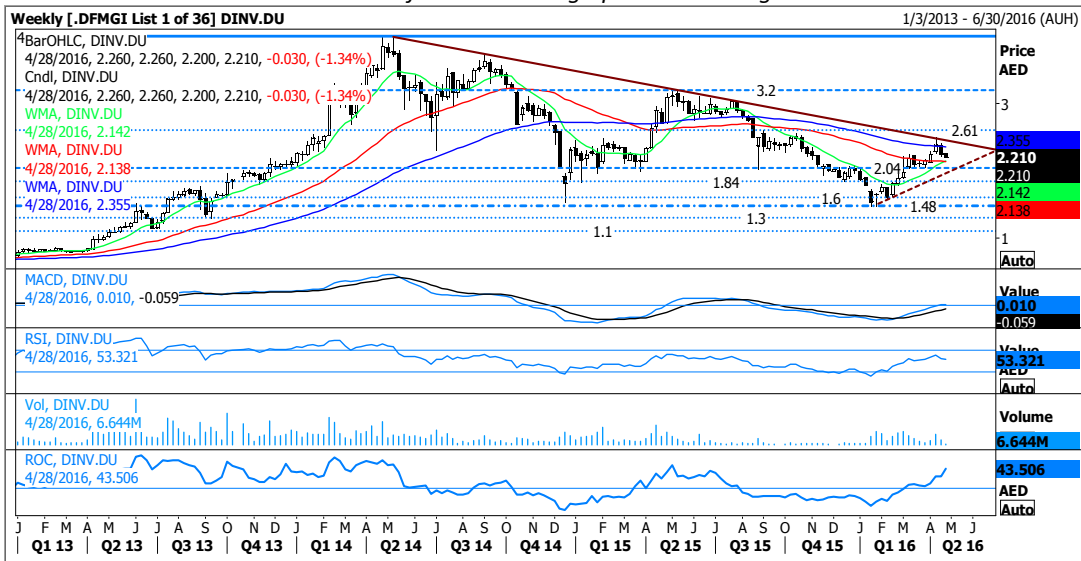 Weekly [.DFMGI List 1 of 36] DINV.DU
1/3/2013 - 6/30/2016 (AUH)
4
BarOHLC, DINV.DU
4/28/2016, 2.260, 2.260, 2.200, 2.210, -0.030, (-1.34%)
Cndl, DINV.DU
4/28/2016, 2.260, 2.260, 2.200, 2.210, -0.030, (-1.34%)
WMA, DINV.DU
4/28/2016, 2.142
WMA, DINV.DU
4/28/2016, 2.138
WMA, DINV.DU
4/28/2016, 2.355
3.2
2.61
2.04
1.84
1.6
1.48
1.3
1.1
Price
AED
3
2.355
2.210
2.210
2.142
2.138
1
Auto
MACD, DINV.DU
4/28/2016, 0.010, -0.059
Value
0.010
-0.059
RSI, DINV.DU
4/28/2016, 53.321
Value
53.321
AED
Auto
Vol, DINV.DU
4/28/2016, 6.644M
Volume
6.644M
ROC, DINV.DU
4/28/2016, 43.506
43.506
AED
Auto
J F M A M J J A S O N D J F M A M J J A S O N D J F M A M J J A S O N D J F M A M J
Q1 13 Q2 13 Q3 13 Q4 13 Q1 14 Q2 14 Q3 14 Q4 14 Q1 15 Q2 15 Q3 15 Q4 15 Q1 16 Q2 16